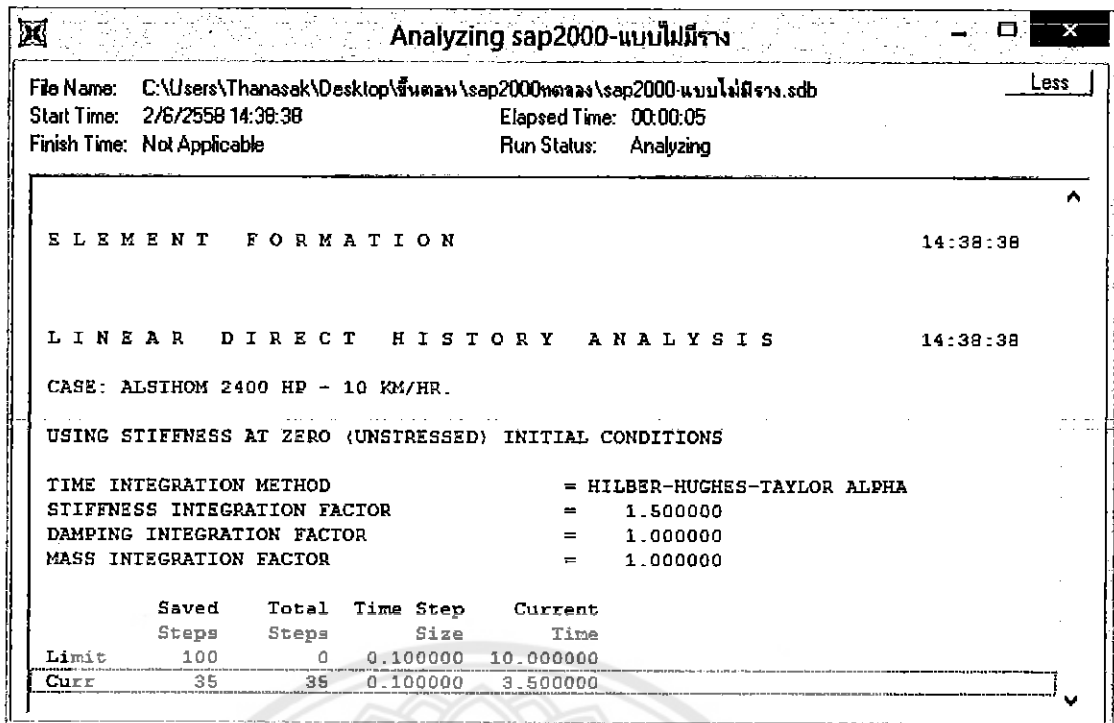 Analyzing sap2000-แบบไม่มีราง
File Name: C:\Users\Thanasak\Desktop\ขั้นตอน\sap2000ทดลอง\sap2000-แบบไม่มีราง.sdb Less
Start Time: 2/6/2558 14:38:38 Elapsed Time: 00:00:05
Finish Time: Not Applicable Run Status: Analyzing
E L E M E N T   F O R M A T I O N 14:38:38
L I N E A R   D I R E C T   H I S T O R Y   A N A L Y S I S 14:38:38
CASE: ALSTHOM 2400 HP - 10 KM/HR.
USING STIFFNESS AT ZERO (UNSTRESSED) INITIAL CONDITIONS
TIME INTEGRATION METHOD = HILBER-HUGHES-TAYLOR ALPHA
STIFFNESS INTEGRATION FACTOR = 1.500000
DAMPING INTEGRATION FACTOR = 1.000000
MASS INTEGRATION FACTOR = 1.000000
Saved Total Time Step Current
Steps Steps Size Time
Limit 100 0 0.100000 10.000000
Curr 35 35 0.100000 3.500000